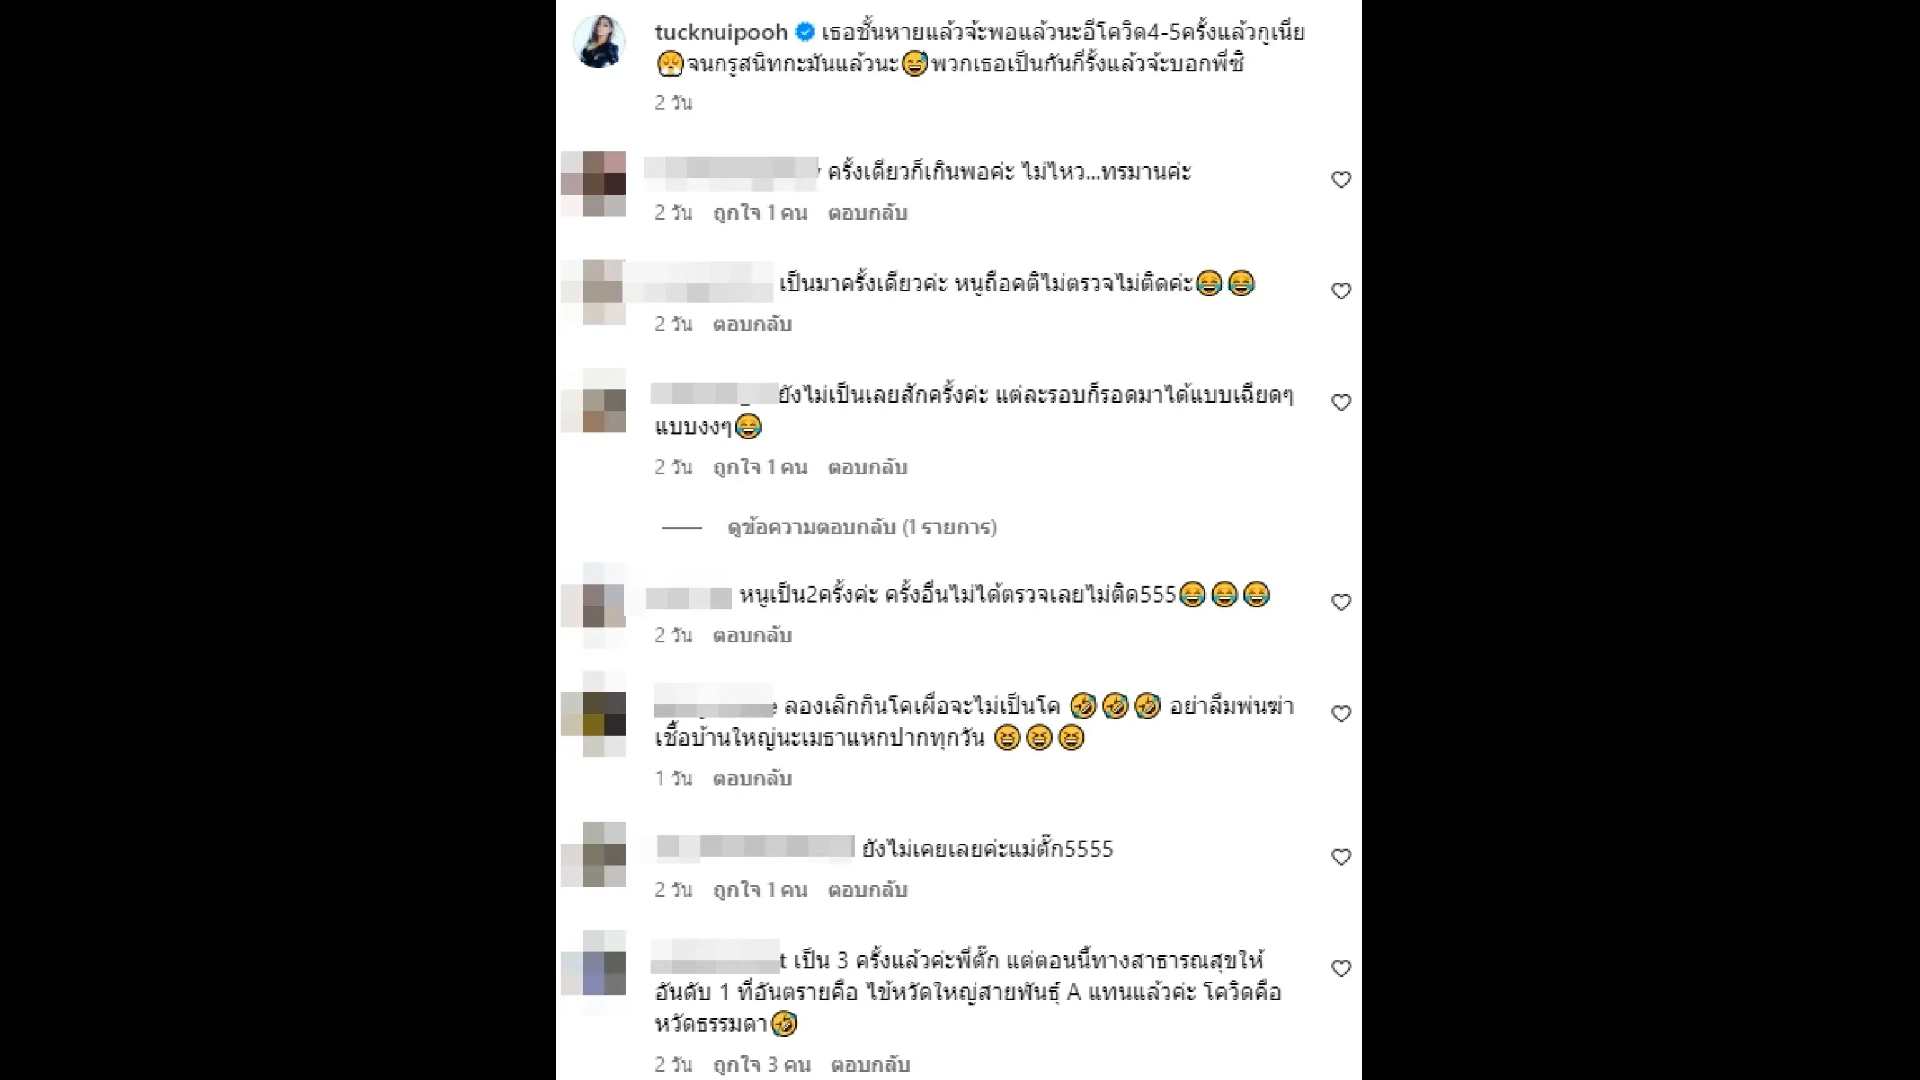 tucknuipooh เธอชั้นหายแล้วจ้ะพอแล้วนะอีโควิด4-5ครั้งแล้วกูเนี่ย
😤จนกรูสนิทกะมันแล้วนะ😅พวกเธอเป็นกันกี่รั้งแล้วจ้ะบอกพี่ซิ
2 วัน
ครั้งเดียวก็เกินพอค่ะ ไม่ไหว...ทรมานค่ะ
2 วัน ถูกใจ 1 คน ตอบกลับ
เป็นมาครั้งเดียวค่ะ หนูถือคติไม่ตรวจไม่ติดค่ะ😂😂
2 วัน ตอบกลับ
ยังไม่เป็นเลยสักครั้งค่ะ แต่ละรอบก็รอดมาได้แบบเฉียดๆ
แบบงงๆ😂
2 วัน ถูกใจ 1 คน ตอบกลับ
ดูข้อความตอบกลับ (1 รายการ)
หนูเป็น2ครั้งค่ะ ครั้งอื่นไม่ได้ตรวจเลยไม่ติด555😂😂😂
2 วัน ตอบกลับ
ลองเลิกกินโคเผื่อจะไม่เป็นโค 🤣🤣🤣 อย่าลืมพ่นฆ่า
เชื้อบ้านใหญ่นะเมธาแหกปากทุกวัน 😆😆😆
1 วัน ตอบกลับ
ยังไม่เคยเลยค่ะแม่ตั๊ก5555
2 วัน ถูกใจ 1 คน ตอบกลับ
t เป็น 3 ครั้งแล้วค่ะพี่ตั๊ก แต่ตอนนี้ทางสาธารณสุขให้
อันดับ 1 ที่อันตรายคือ ไข้หวัดใหญ่สายพันธุ์ A แทนแล้วค่ะ โควิดคือ
หวัดธรรมดา🤣
2 วัน ถูกใจ 3 คน ตอบกลับ